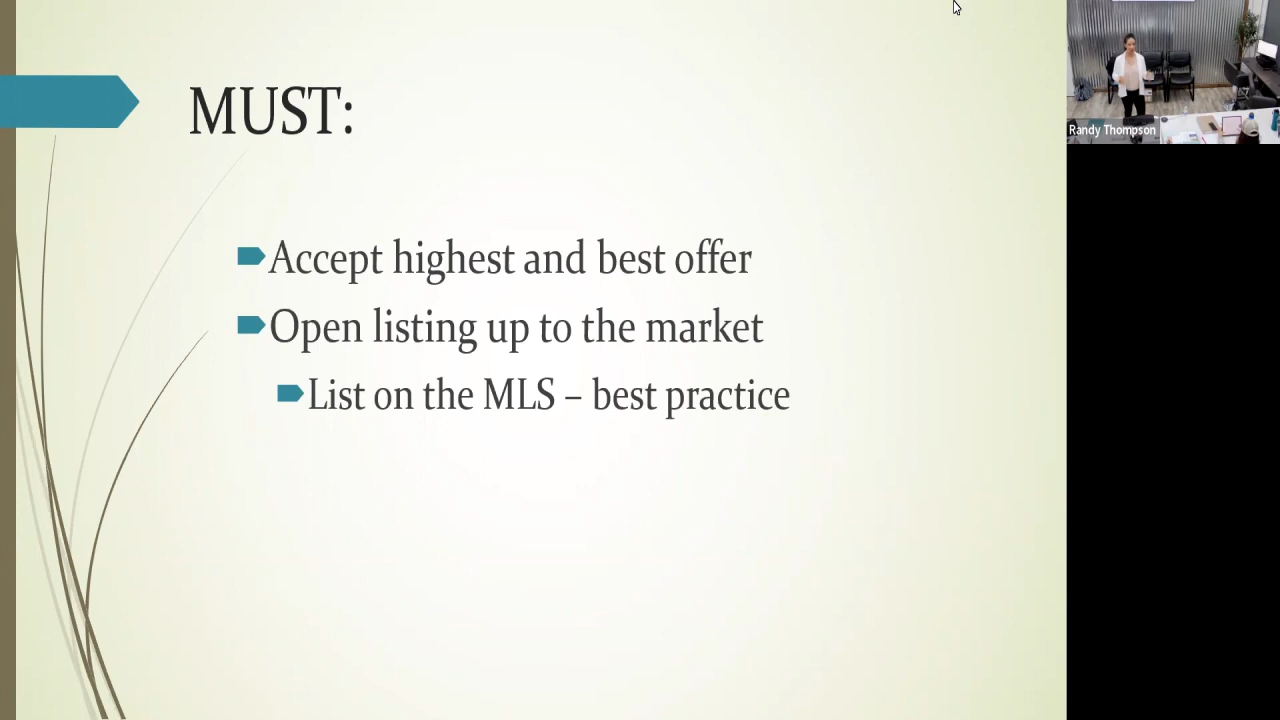 MUST:
Accept highest and best offer
Open listing up to the market
List on the MLS – best practice
Randy Thompson